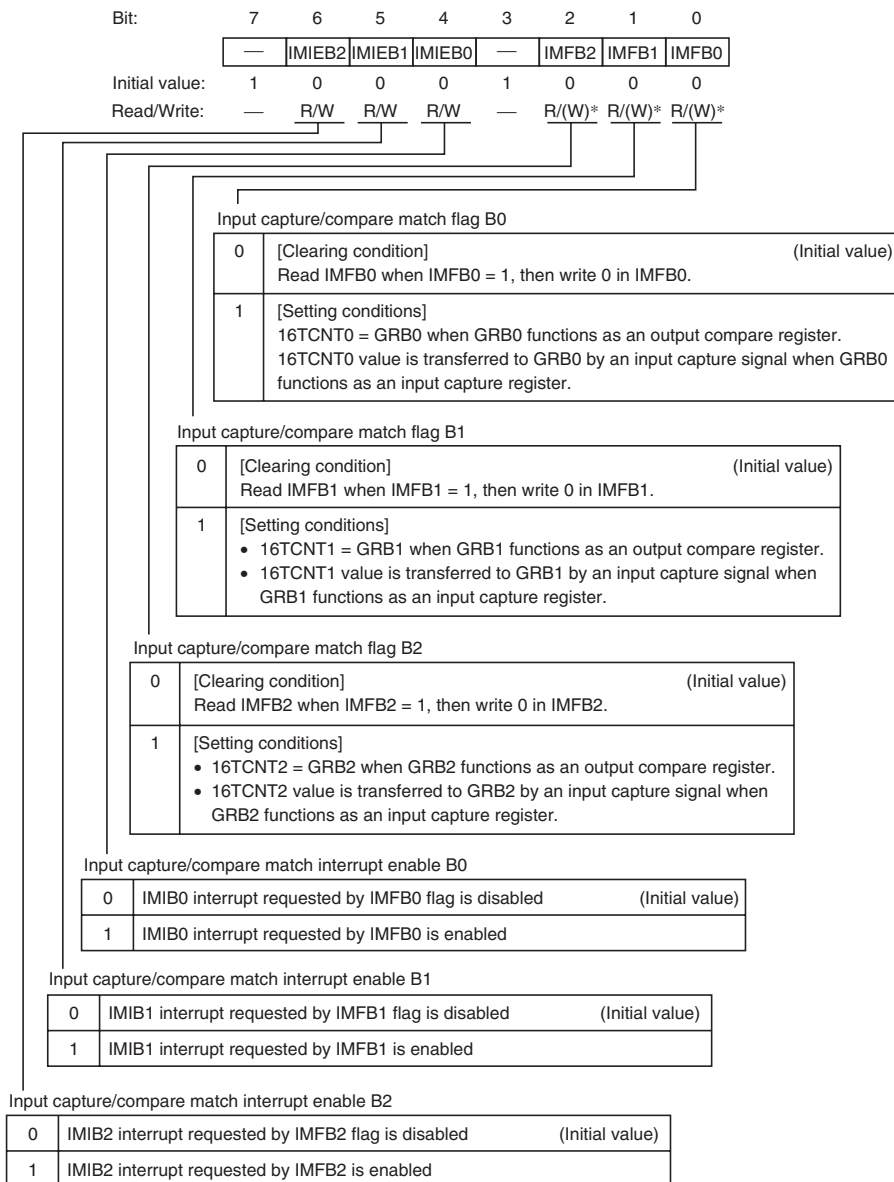 Bit: 7 6 5 4 3 2 1 0
— IMIEB2 IMIEB1 IMIEB0 — IMFB2 IMFB1 IMFB0
Initial value: 1 0 0 0 1 0 0 0
Read/Write: — R/W R/W R/W — R/(W)* R/(W)* R/(W)*
Input capture/compare match flag B0
0 [Clearing condition] (Initial value)
Read IMFB0 when IMFB0 = 1, then write 0 in IMFB0.
1 [Setting conditions]
16TCNT0 = GRB0 when GRB0 functions as an output compare register.
16TCNT0 value is transferred to GRB0 by an input capture signal when GRB0
functions as an input capture register.
Input capture/compare match flag B1
0 [Clearing condition] (Initial value)
Read IMFB1 when IMFB1 = 1, then write 0 in IMFB1.
1 [Setting conditions]
• 16TCNT1 = GRB1 when GRB1 functions as an output compare register.
• 16TCNT1 value is transferred to GRB1 by an input capture signal when
GRB1 functions as an input capture register.
Input capture/compare match flag B2
0 [Clearing condition] (Initial value)
Read IMFB2 when IMFB2 = 1, then write 0 in IMFB2.
1 [Setting conditions]
• 16TCNT2 = GRB2 when GRB2 functions as an output compare register.
• 16TCNT2 value is transferred to GRB2 by an input capture signal when
GRB2 functions as an input capture register.
Input capture/compare match interrupt enable B0
0 IMIB0 interrupt requested by IMFB0 flag is disabled (Initial value)
1 IMIB0 interrupt requested by IMFB0 is enabled
Input capture/compare match interrupt enable B1
0 IMIB1 interrupt requested by IMFB1 flag is disabled (Initial value)
1 IMIB1 interrupt requested by IMFB1 is enabled
Input capture/compare match interrupt enable B2
0 IMIB2 interrupt requested by IMFB2 flag is disabled (Initial value)
1 IMIB2 interrupt requested by IMFB2 is enabled